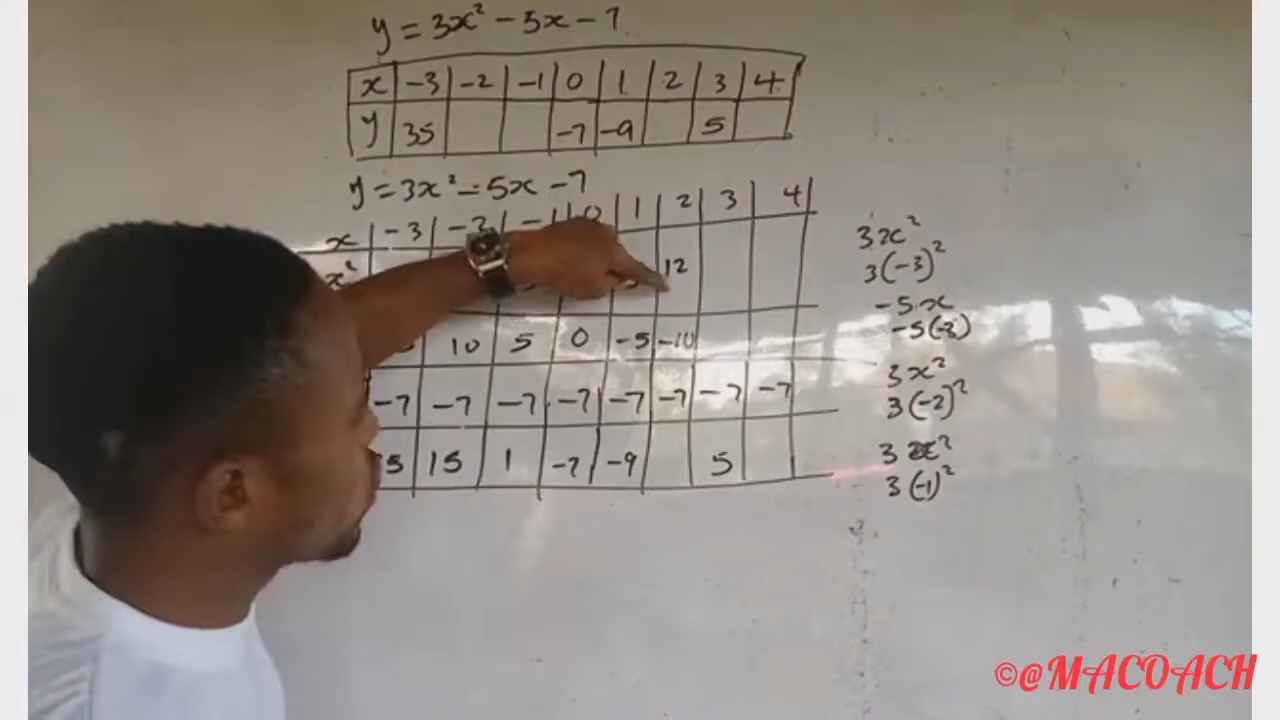 y = 3x² - 5x - 7
x -3 -2 -1 0 1 2 3 4
y 35 -7 -9 5
y = 3x² - 5x - 7
x -3 -2 -1 0 1 2 3 4
x² 12
10 5 0 -5 -10
-7 -7 -7 -7 -7 -7 -7 -7
5 15 1 -7 -9 5
3x²
3(-3)²
-5x
-5(-3)
3x²
3(-2)²
3x²
3(-1)²
©@MACOACH